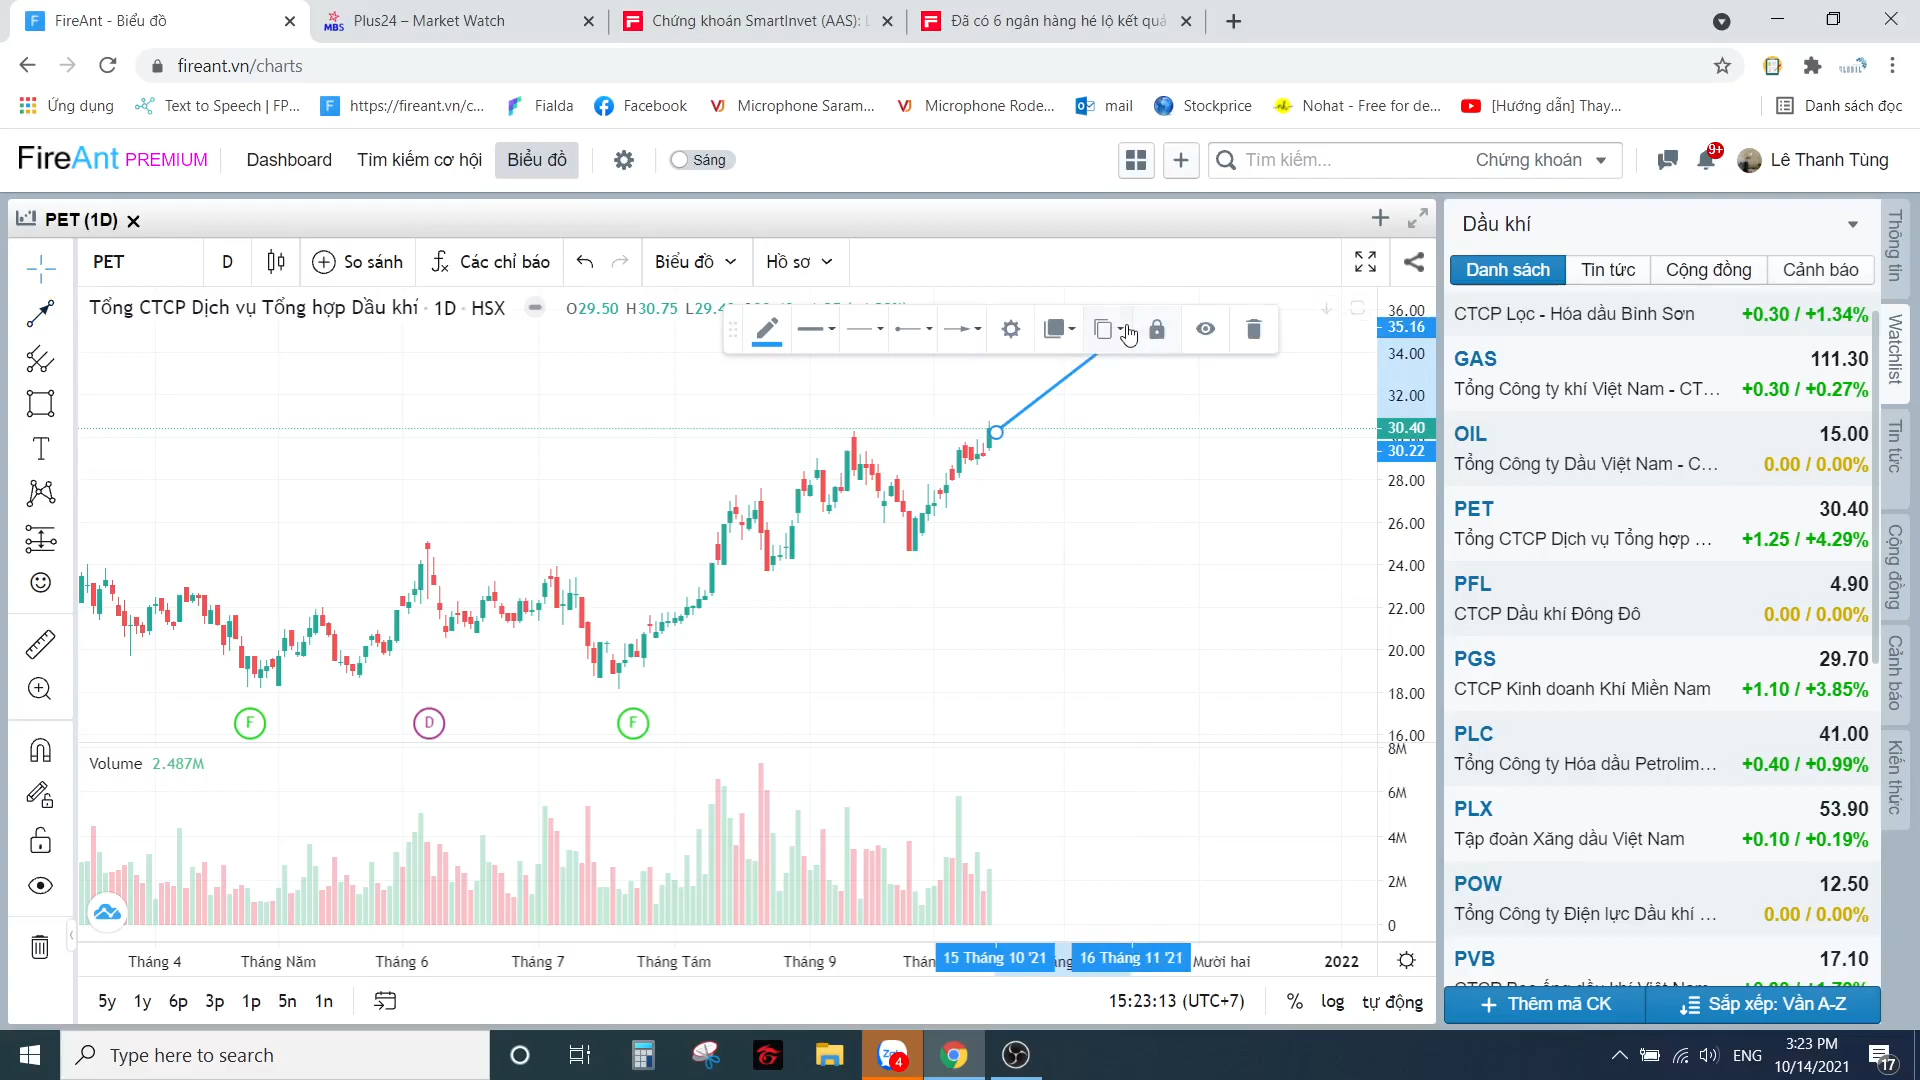 FireAnt - Biểu đồ
MBS
Plus24 – Market Watch
Chứng khoán SmartInvet (AAS):
Đã có 6 ngân hàng hé lộ kết quả
fireant.vn/charts
Ứng dụng
Text to Speech | FP...
https://fireant.vn/c...
Fialda
Facebook
Microphone Saram...
Microphone Rode...
mail
Stockprice
Nohat - Free for de...
[Hướng dẫn] Thay...
Danh sách đọc
FireAnt PREMIUM
Dashboard
Tìm kiếm cơ hội
Biểu đồ
Sáng
Tìm kiếm...
Chứng khoán
9+
Lê Thanh Tùng
PET (1D)
PET
D
So sánh
Các chỉ báo
Biểu đồ
Hồ sơ
Tổng CTCP Dịch vụ Tổng hợp Dầu khí · 1D · HSX
O29.50 H30.75
36.00
35.16
34.00
32.00
30.40
30.22
28.00
26.00
24.00
22.00
20.00
18.00
16.00
F
D
F
Volume 2.487M
8M
6M
4M
2M
0
Tháng 4
Tháng Năm
Tháng 6
Tháng 7
Tháng Tám
Tháng 9
15 Tháng 10 '21
16 Tháng 11 '21
Mười hai
2022
5y
1y
6p
3p
1p
5n
1n
15:23:13 (UTC+7)
%
log
tự động
Dầu khí
Danh sách
Tin tức
Cộng đồng
Cảnh báo
CTCP Lọc - Hóa dầu Bình Sơn
+0.30 / +1.34%
GAS
111.30
Tổng Công ty khí Việt Nam - CT...
+0.30 / +0.27%
OIL
15.00
Tổng Công ty Dầu Việt Nam - C...
0.00 / 0.00%
PET
30.40
Tổng CTCP Dịch vụ Tổng hợp ...
+1.25 / +4.29%
PFL
4.90
CTCP Dầu khí Đông Đô
0.00 / 0.00%
PGS
29.70
CTCP Kinh doanh Khí Miền Nam
+1.10 / +3.85%
PLC
41.00
Tổng Công ty Hóa dầu Petrolim...
+0.40 / +0.99%
PLX
53.90
Tập đoàn Xăng dầu Việt Nam
+0.10 / +0.19%
POW
12.50
Tổng Công ty Điện lực Dầu khí ...
0.00 / 0.00%
PVB
17.10
Thêm mã CK
Sắp xếp: Vần A-Z
Thông tin
Watchlist
Tin tức
Cộng đồng
Cảnh báo
Kiến thức
Type here to search
4
ENG
3:23 PM
10/14/2021
17